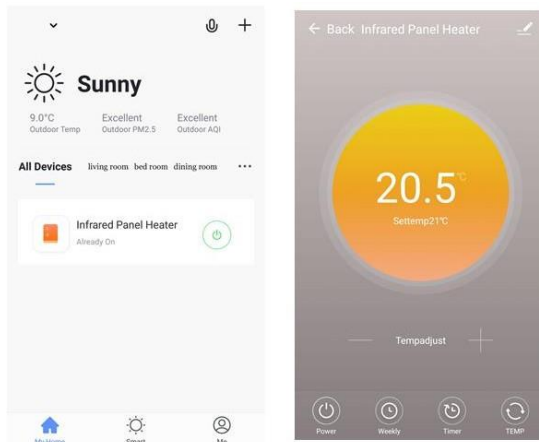 Sunny
9.0°C Excellent Excellent
Outdoor Temp Outdoor PM2.5 Outdoor AQI
All Devices living room bed room dining room
Infrared Panel Heater
Already On
My Home Smart Me
Back Infrared Panel Heater
20.5°C
Settemp21°C
Tempadjust
Power Weekly Timer TEMP